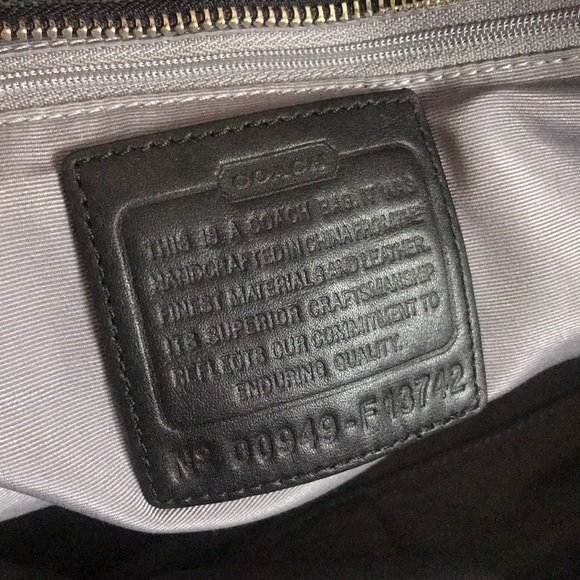 COACH
THIS IS A COACH BAG. IT WAS
HANDCRAFTED IN CHINA FROM THE
FINEST MATERIALS AND LEATHER.
ITS SUPERIOR CRAFTSMANSHIP
REFLECTS OUR COMMITMENT TO
ENDURING QUALITY.
Nº 00949-F13742